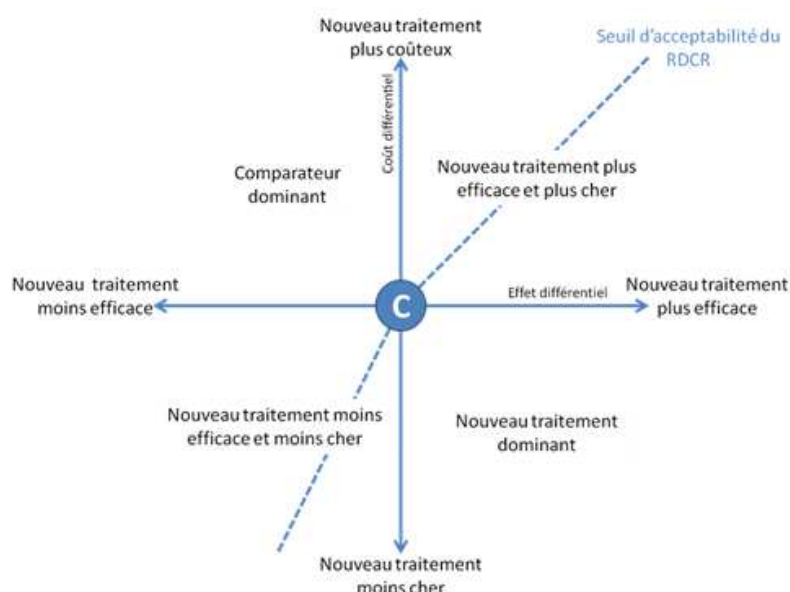 Nouveau traitement
plus coûteux
Seuil d'acceptabilité du
RDCR
Coût différentiel
Comparateur
dominant
Nouveau traitement plus
efficace et plus cher
Nouveau traitement
moins efficace
C
Effet différentiel
Nouveau traitement
plus efficace
Nouveau traitement moins
efficace et moins cher
Nouveau traitement
dominant
Nouveau traitement
moins cher